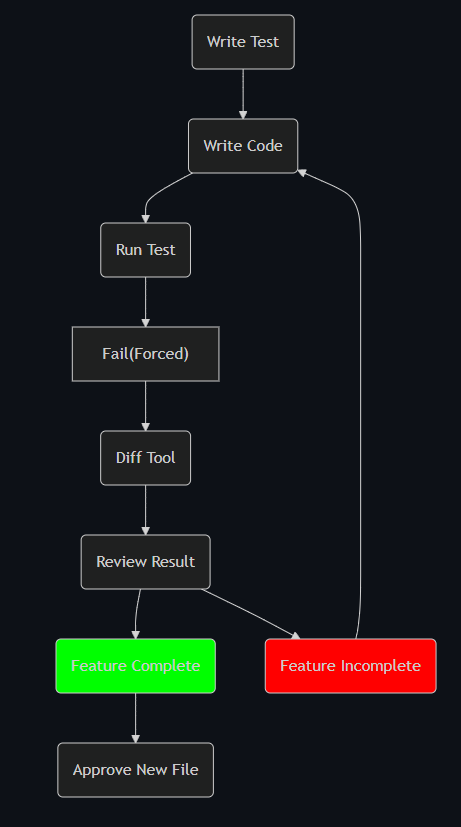 Write Test
Write Code
Run Test
Fail(Forced)
Diff Tool
Review Result
Feature Complete
Feature Incomplete
Approve New File